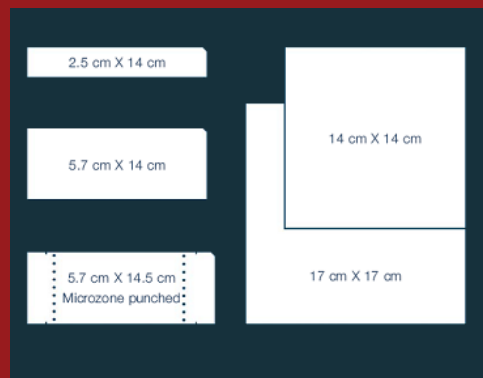 2.5 cm X 14 cm
5.7 cm X 14 cm
5.7 cm X 14.5 cm
Microzone punched
14 cm X 14 cm
17 cm X 17 cm